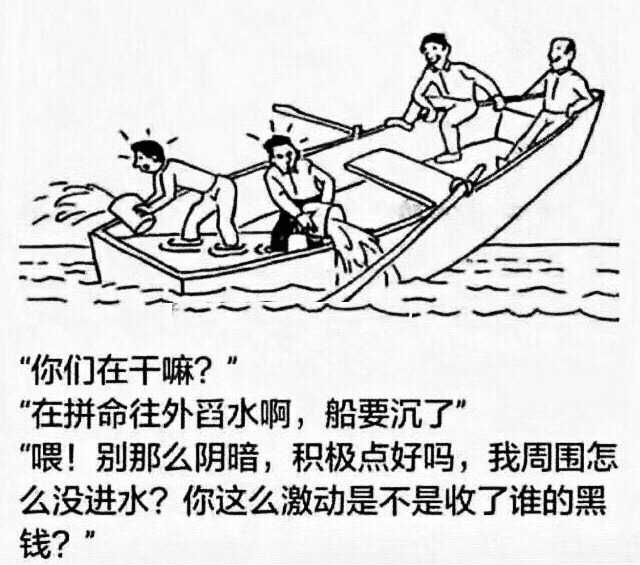 “你们在干嘛？”
“在拼命往外舀水啊，船要沉了”
“喂！别那么阴暗，积极点好吗，我周围怎
么没进水？你这么激动是不是收了谁的黑
钱？”